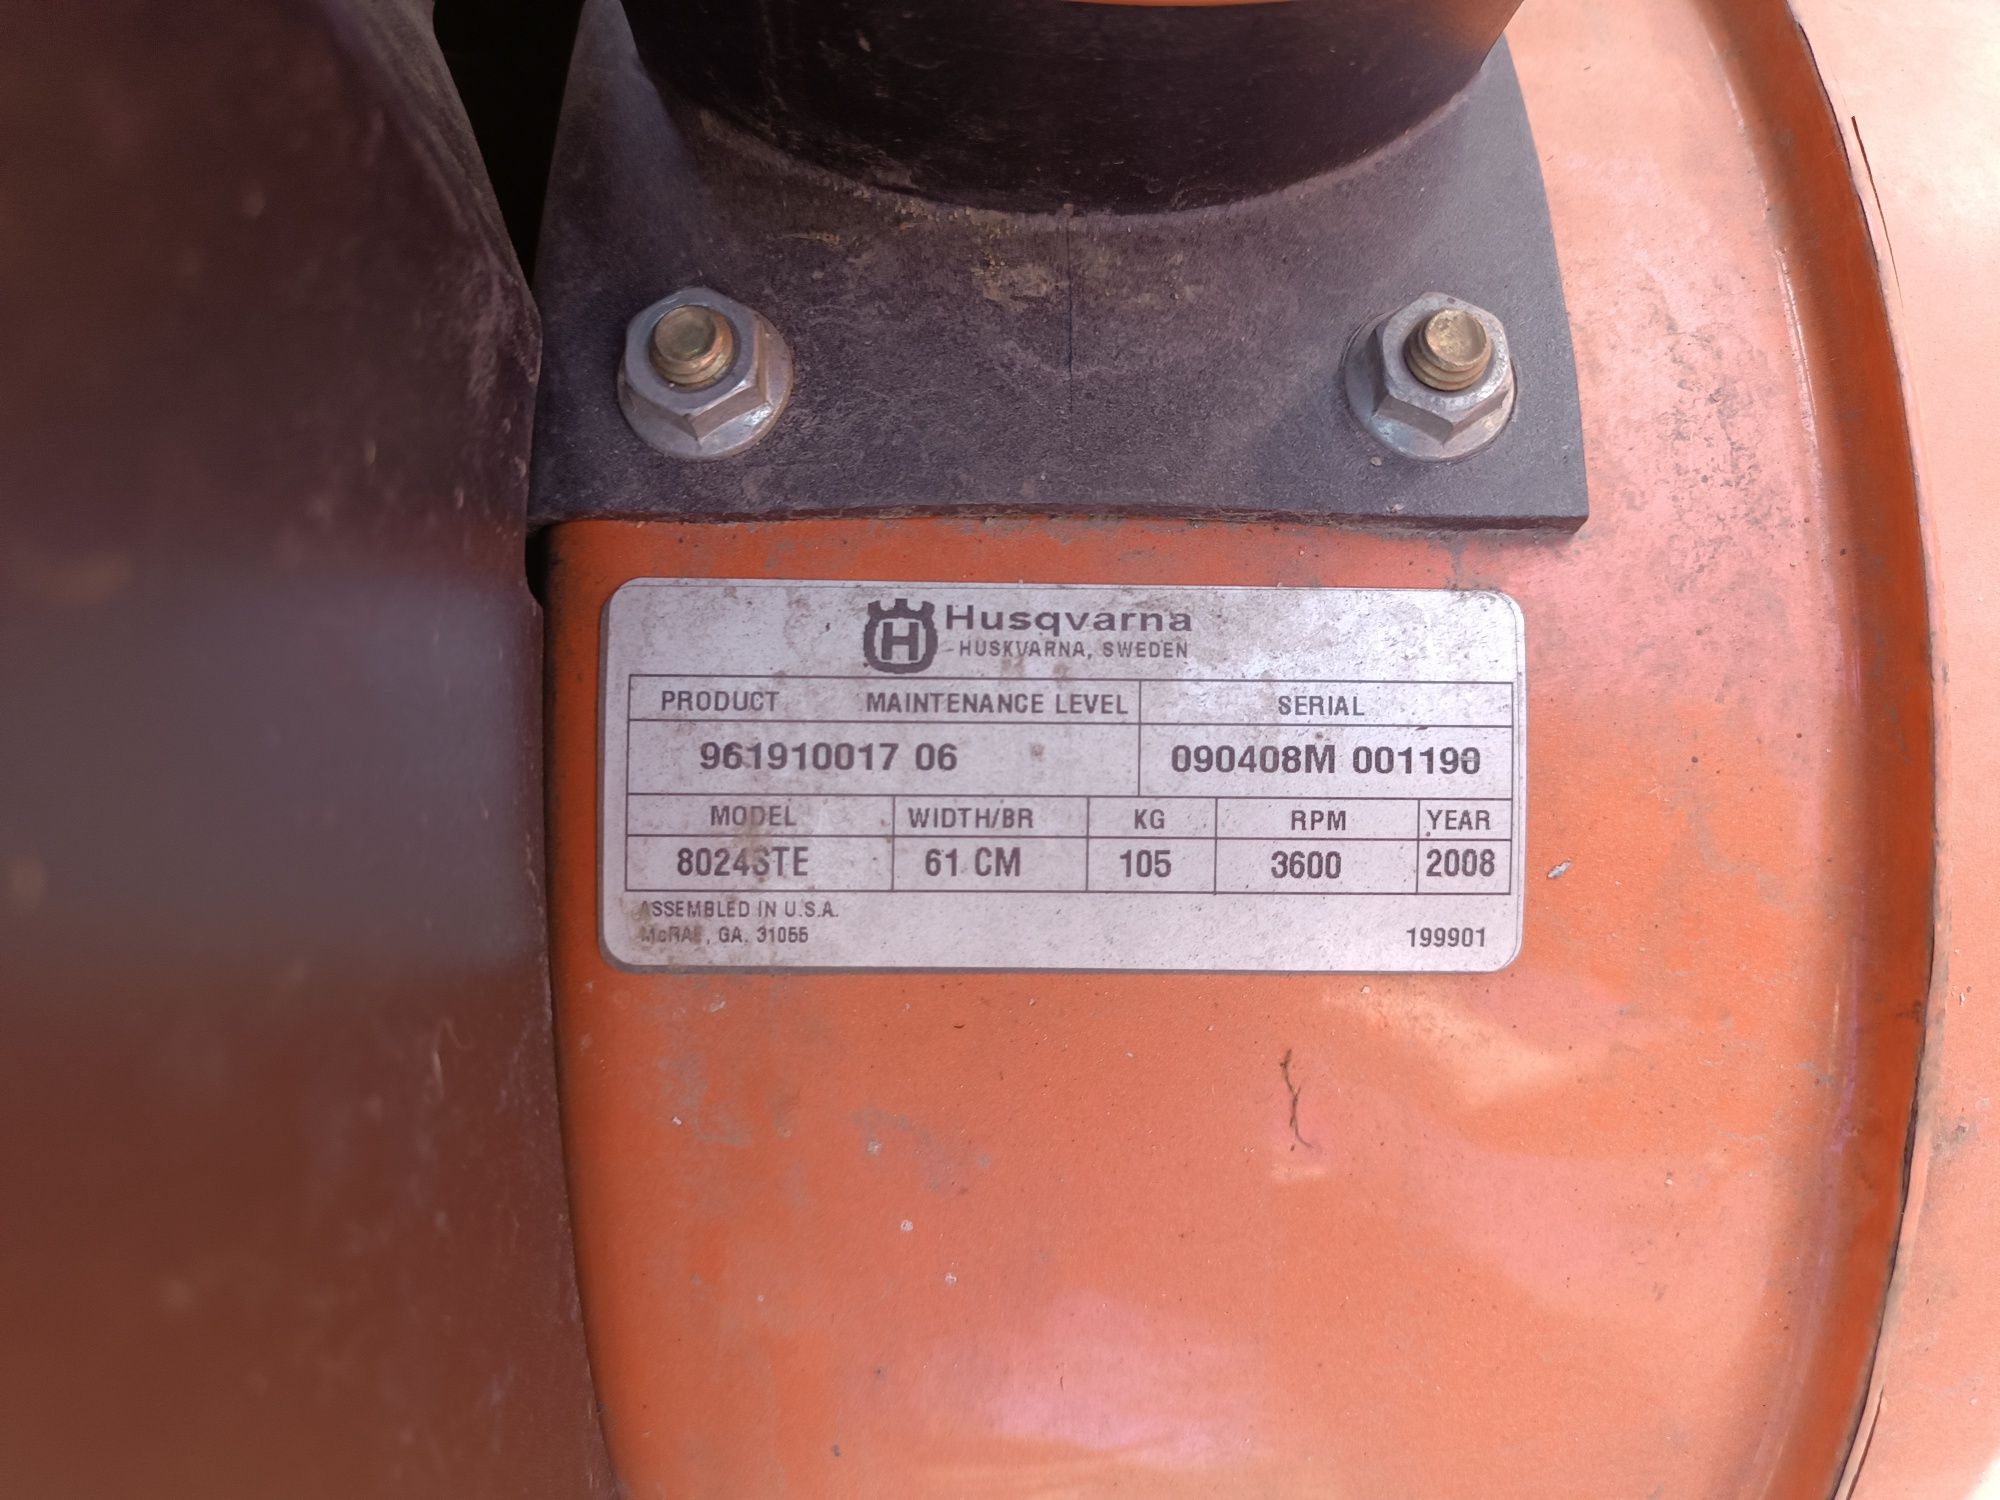 Husqvarna
HUSKVARNA, SWEDEN
PRODUCT MAINTENANCE LEVEL SERIAL
961910017 06 090408M 001190
MODEL WIDTH/BR KG RPM YEAR
8024STE 61 CM 105 3600 2008
ASSEMBLED IN U.S.A.
McRAE, GA. 31055
199901